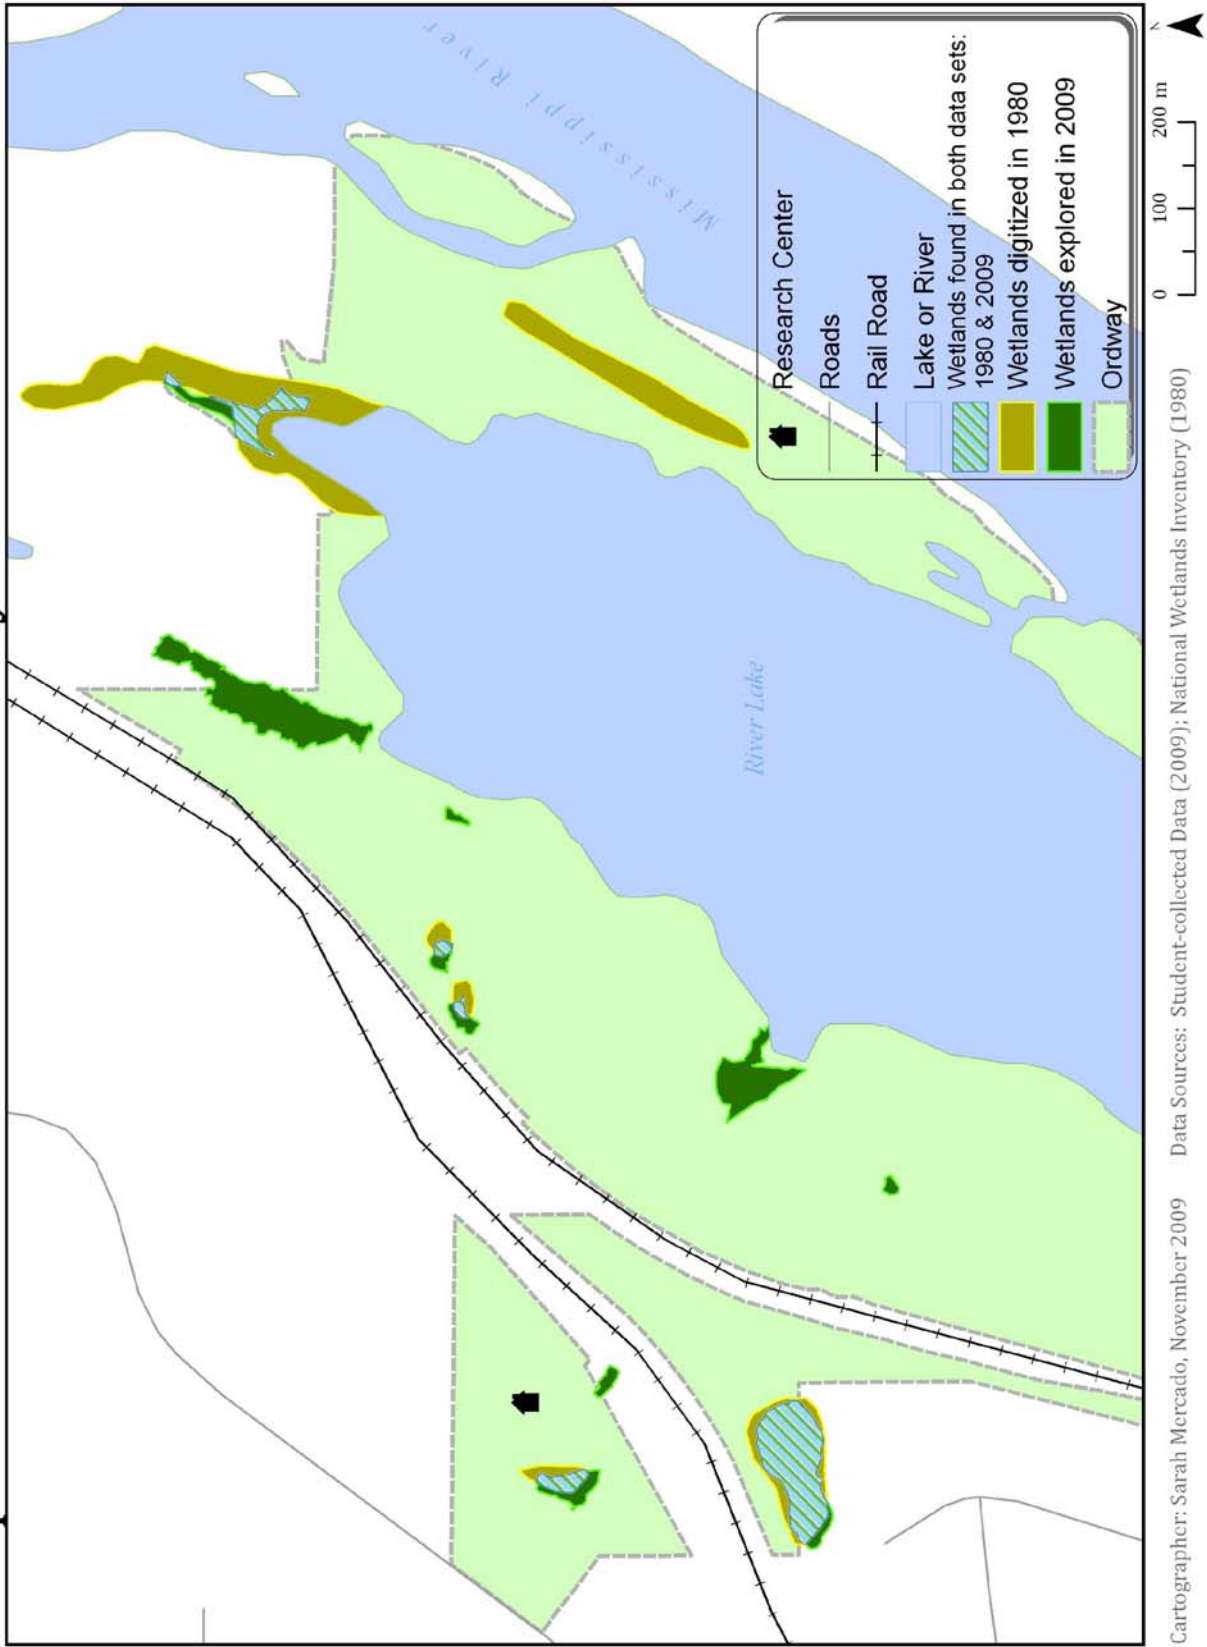 Mississippi River
River Lake
Research Center
Roads
Rail Road
Lake or River
Wetlands found in both data sets:
1980 & 2009
Wetlands digitized in 1980
Wetlands explored in 2009
Ordway
N
0 100 200 m
Cartographer: Sarah Mercado, November 2009 Data Sources: Student-collected Data (2009); National Wetlands Inventory (1980)